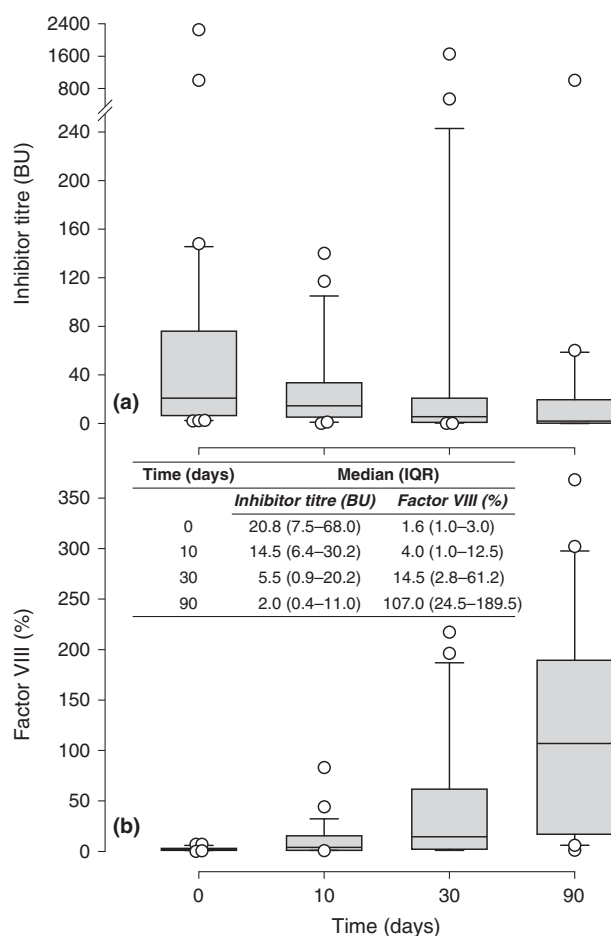 2400
1600
800
240
200
160
120
80
40
0
Inhibitor titre (BU)
(a)
Time (days) Median (IQR)
Inhibitor titre (BU) Factor VIII (%)
0 20.8 (7.5–68.0) 1.6 (1.0–3.0)
10 14.5 (6.4–30.2) 4.0 (1.0–12.5)
30 5.5 (0.9–20.2) 14.5 (2.8–61.2)
90 2.0 (0.4–11.0) 107.0 (24.5–189.5)
350
300
250
200
150
100
50
0
Factor VIII (%)
(b)
0 10 30 90
Time (days)